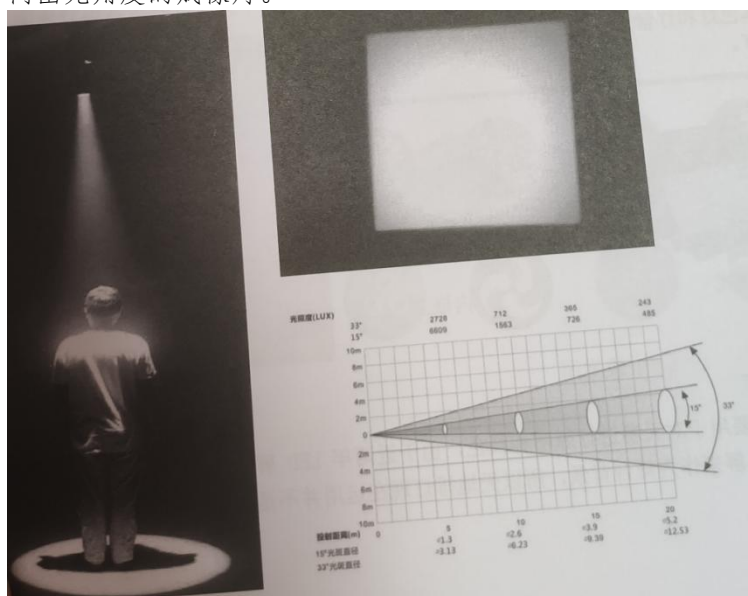 光照度(LUX)
33° 2728 712 365 243
15° 6609 1563 726 485
10m
8m
6m
4m
2m
0
2m
4m
6m
8m
10m
15°
33°
投射距离(m) 0 5 10 15 20
15°光斑直径 ⌀1.3 ⌀2.6 ⌀3.9 ⌀5.2
33°光斑直径 ⌀3.13 ⌀6.23 ⌀9.39 ⌀12.53